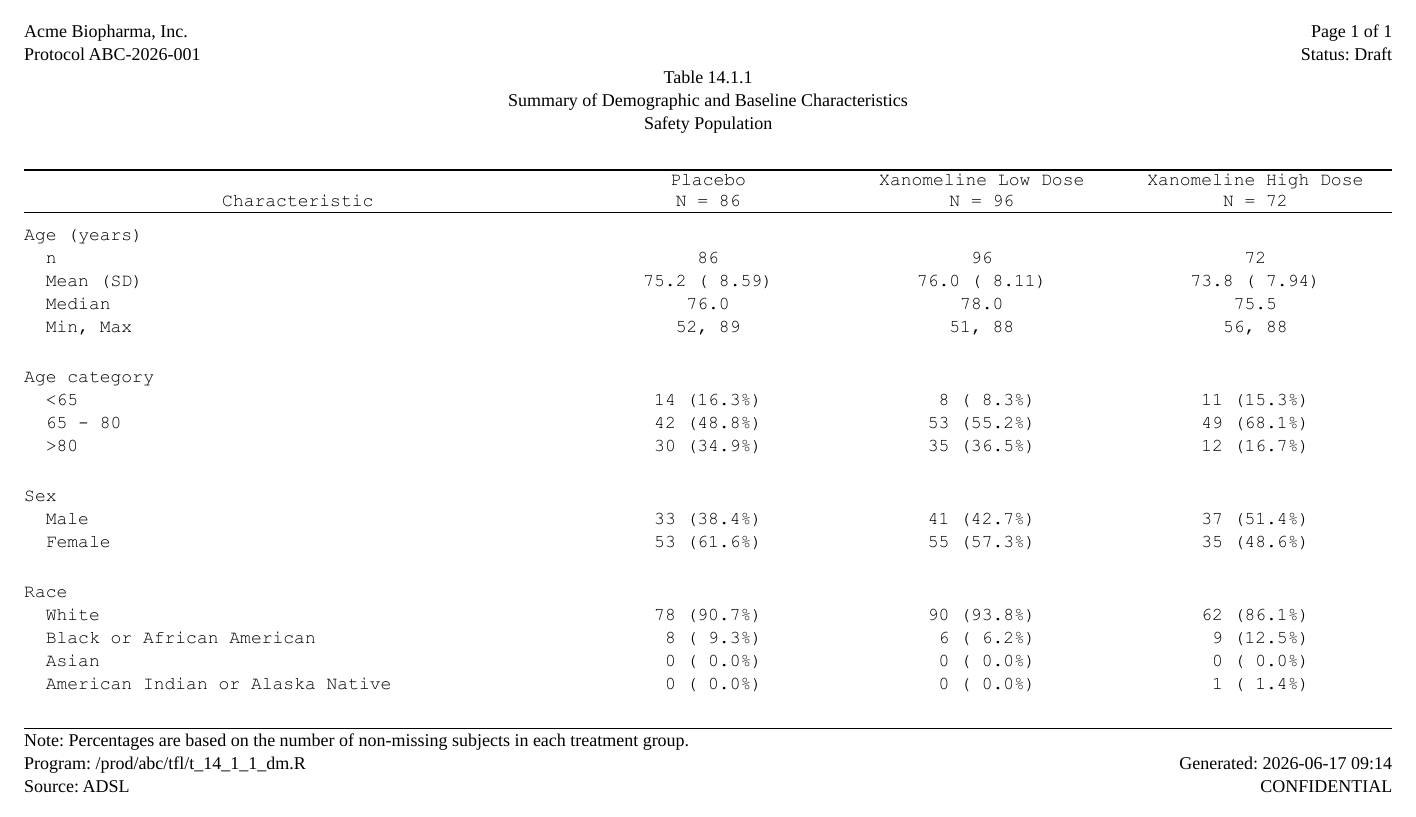 Acme Biopharma, Inc. Page 1 of 1
Protocol ABC-2026-001 Status: Draft
Table 14.1.1
Summary of Demographic and Baseline Characteristics
Safety Population
Placebo Xanomeline Low Dose Xanomeline High Dose
Characteristic N = 86 N = 96 N = 72
Age (years)
n 86 96 72
Mean (SD) 75.2 ( 8.59) 76.0 ( 8.11) 73.8 ( 7.94)
Median 76.0 78.0 75.5
Min, Max 52, 89 51, 88 56, 88
Age category
<65 14 (16.3%) 8 ( 8.3%) 11 (15.3%)
65 - 80 42 (48.8%) 53 (55.2%) 49 (68.1%)
>80 30 (34.9%) 35 (36.5%) 12 (16.7%)
Sex
Male 33 (38.4%) 41 (42.7%) 37 (51.4%)
Female 53 (61.6%) 55 (57.3%) 35 (48.6%)
Race
White 78 (90.7%) 90 (93.8%) 62 (86.1%)
Black or African American 8 ( 9.3%) 6 ( 6.2%) 9 (12.5%)
Asian 0 ( 0.0%) 0 ( 0.0%) 0 ( 0.0%)
American Indian or Alaska Native 0 ( 0.0%) 0 ( 0.0%) 1 ( 1.4%)
Note: Percentages are based on the number of non-missing subjects in each treatment group.
Program: /prod/abc/tfl/t_14_1_1_dm.R Generated: 2026-06-17 09:14
Source: ADSL CONFIDENTIAL